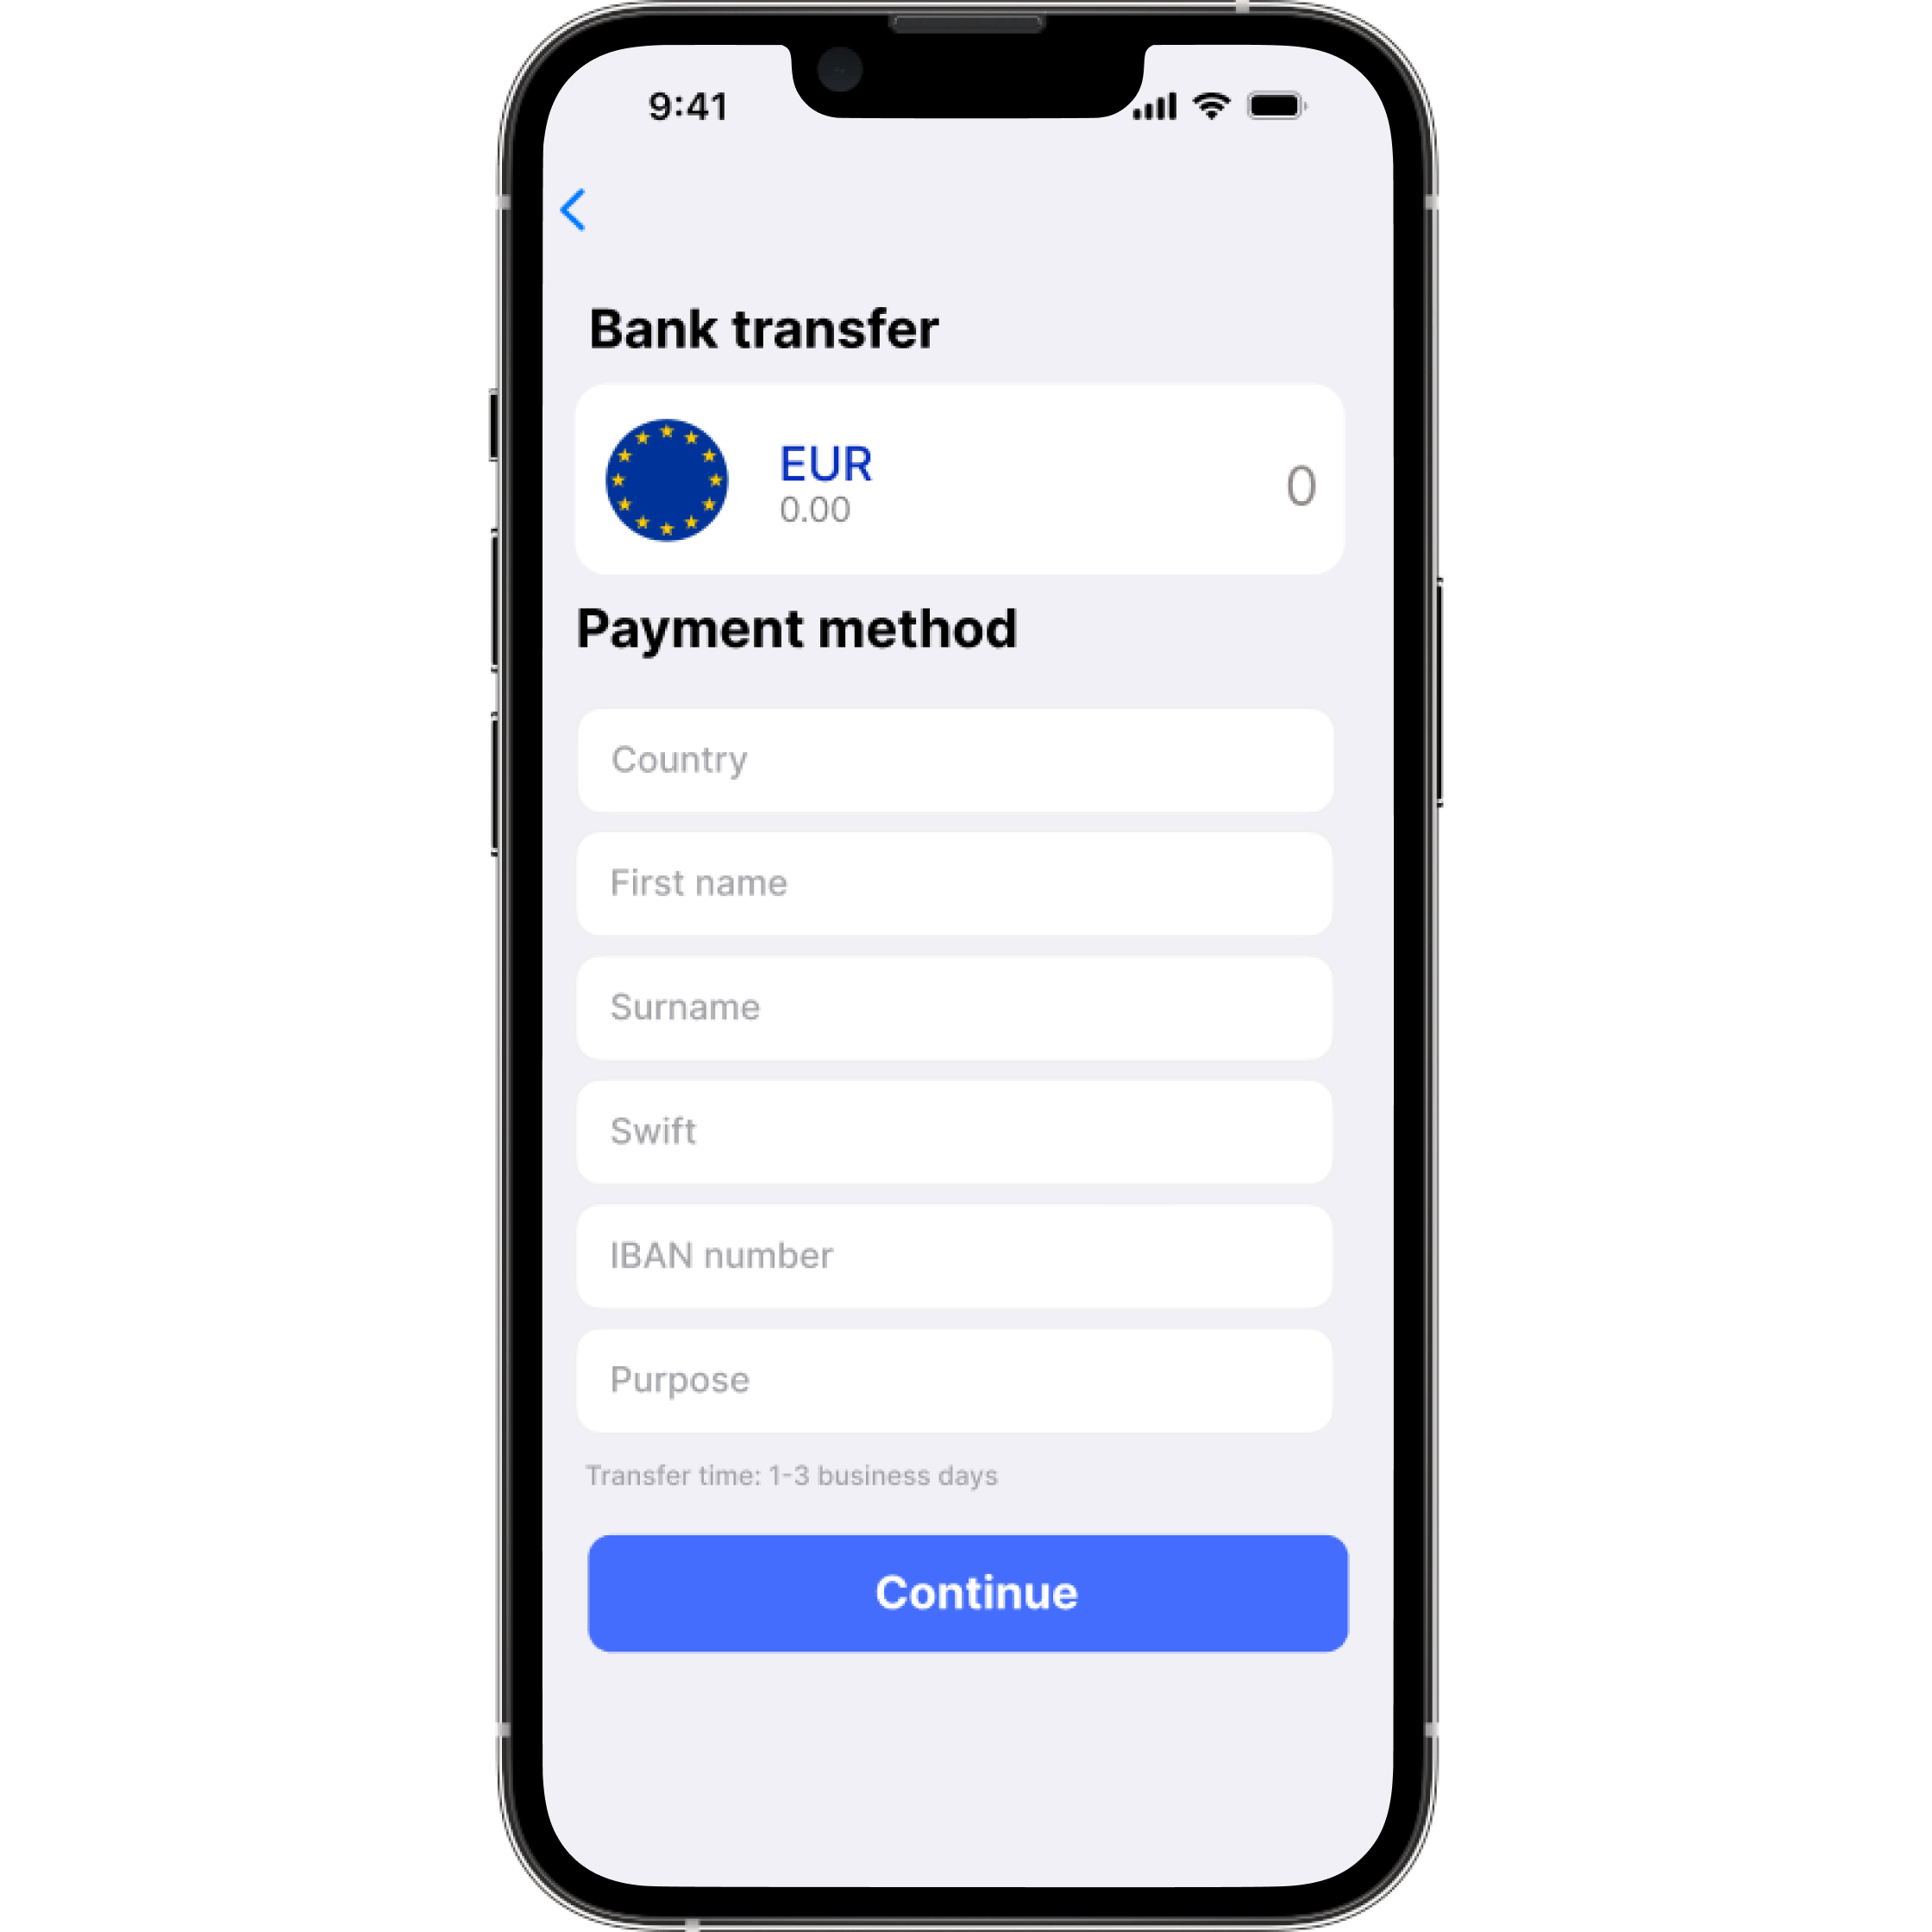 9:41
Bank transfer
EUR
0.00
0
Payment method
Country
First name
Surname
Swift
IBAN number
Purpose
Transfer time: 1-3 business days
Continue